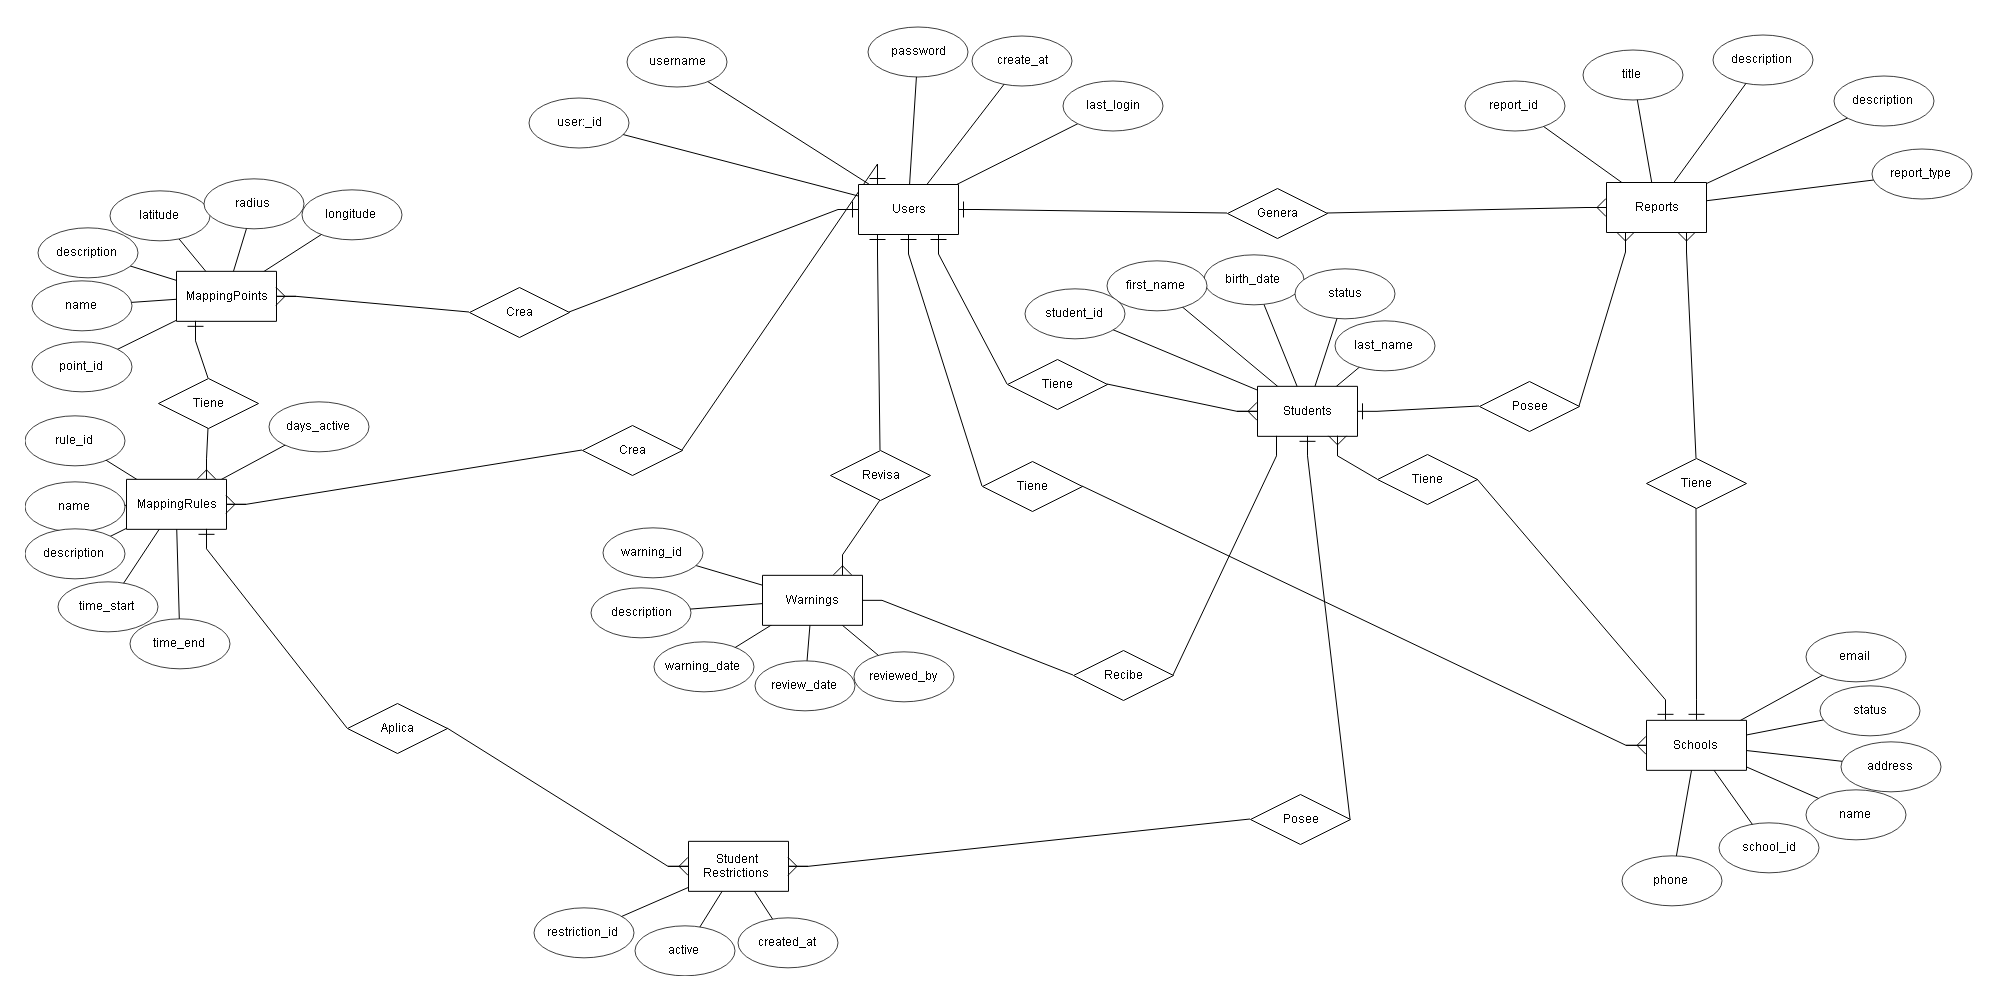 password
username
create_at
last_login
user:_id
Users
title
description
report_id
description
report_type
Reports
Genera
latitude
radius
longitude
description
name
MappingPoints
point_id
Crea
Tiene
rule_id
days_active
name
MappingRules
description
time_start
time_end
Crea
Revisa
Tiene
Tiene
student_id
first_name
birth_date
status
last_name
Students
Posee
Tiene
Tiene
warning_id
description
Warnings
warning_date
review_date
reviewed_by
Recibe
Aplica
Posee
email
status
Schools
address
name
school_id
phone
Student
Restrictions
restriction_id
active
created_at